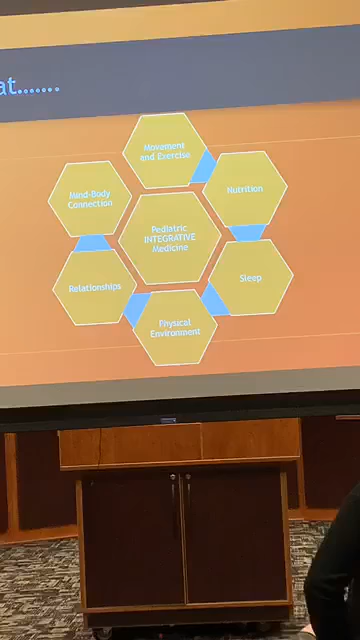 at.......
Movement
and Exercise
Mind-Body
Connection
Nutrition
Pediatric
INTEGRATIVE
Medicine
Relationships
Sleep
Physical
Environment